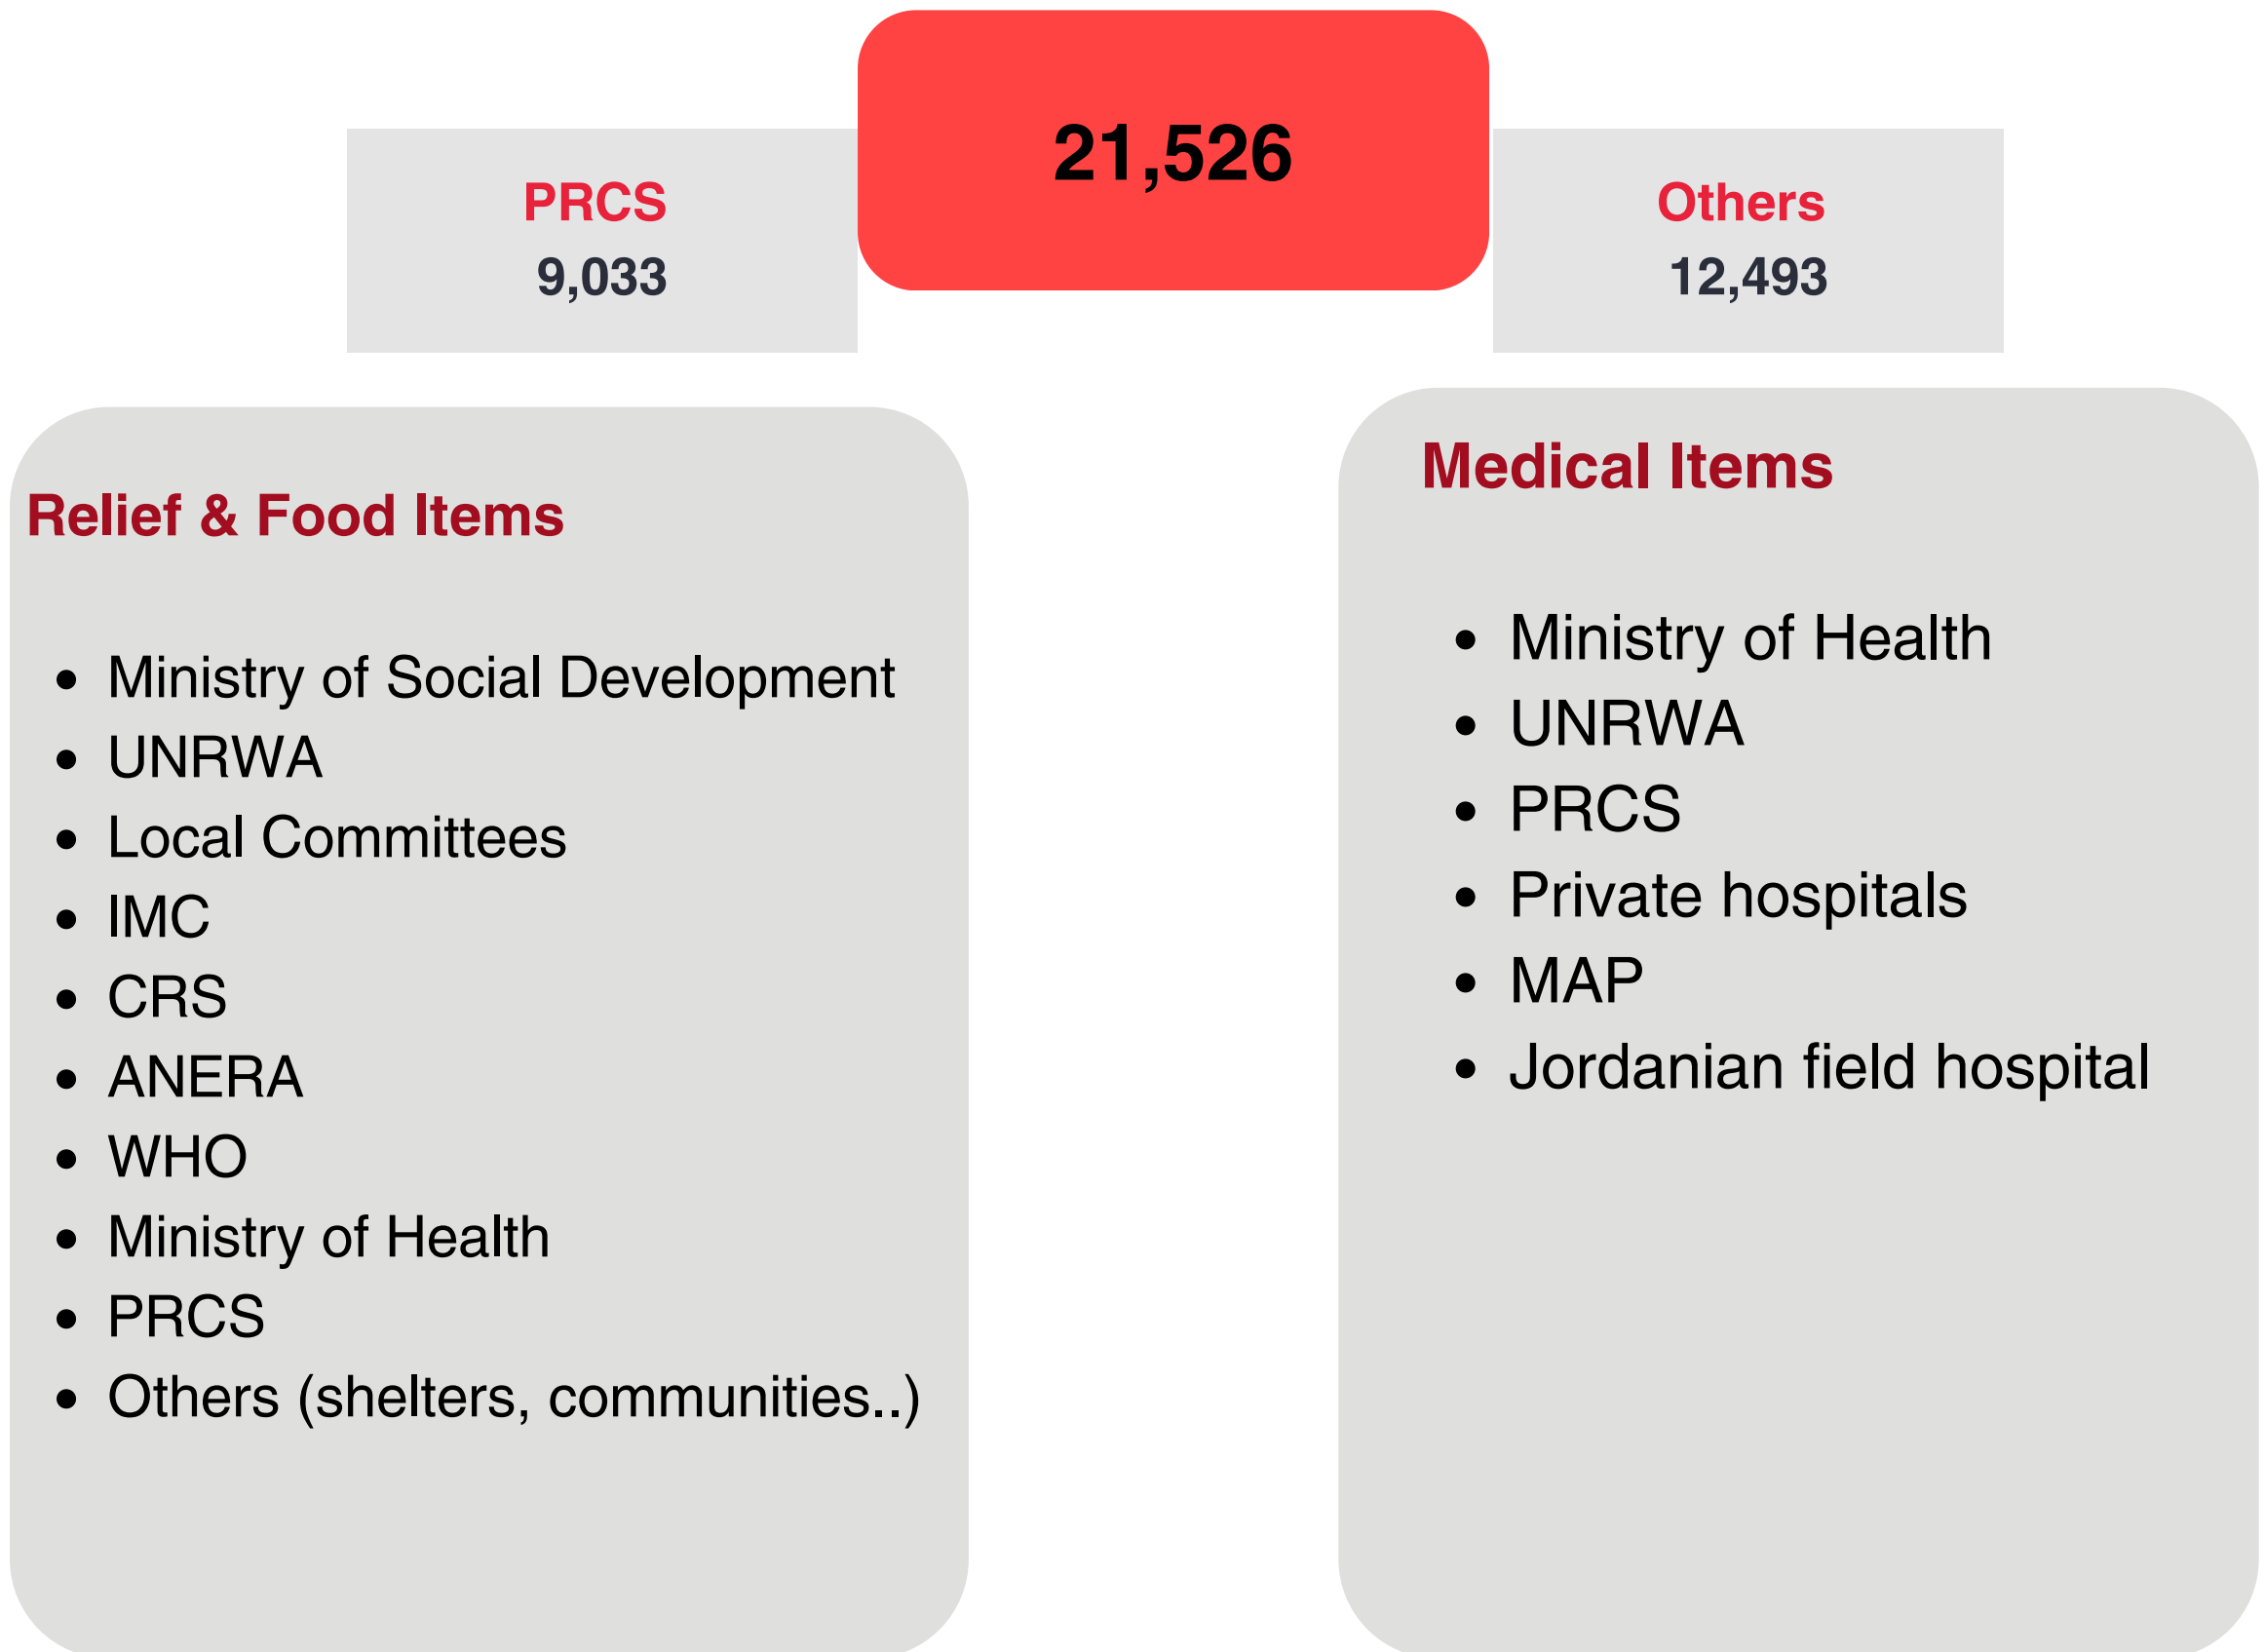 21,526
PRCS
9,033
Others
12,493
Relief & Food Items
• Ministry of Social Development
• UNRWA
• Local Committees
• IMC
• CRS
• ANERA
• WHO
• Ministry of Health
• PRCS
• Others (shelters, communities..)
Medical Items
• Ministry of Health
• UNRWA
• PRCS
• Private hospitals
• MAP
• Jordanian field hospital